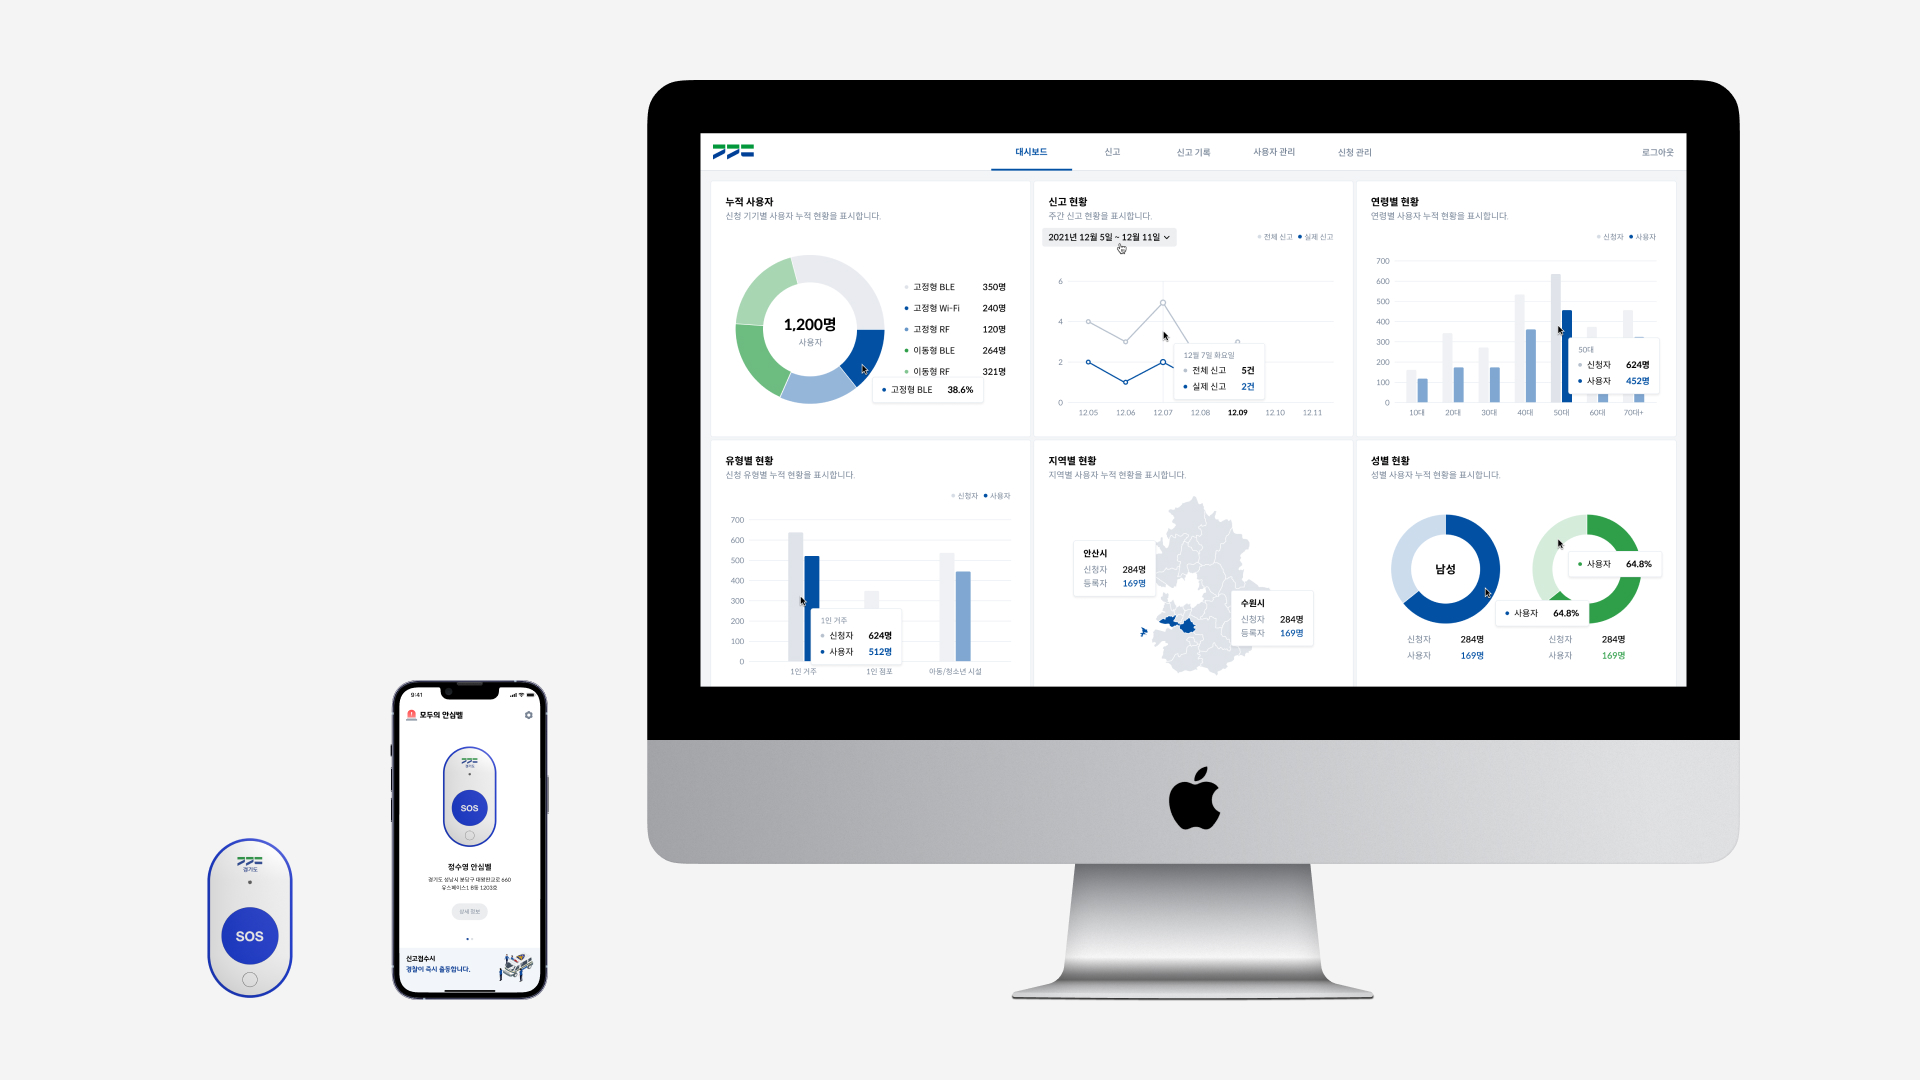 대시보드
신고
신고 기록
사용자 관리
신청 관리
로그아웃
누적 사용자
신청 기기별 사용자 누적 현황을 표시합니다.
1,200명
사용자
고정형 BLE 350명
고정형 Wi-Fi 240명
고정형 RF 120명
이동형 BLE 264명
이동형 RF 321명
고정형 BLE 38.6%
신고 현황
주간 신고 현황을 표시합니다.
2021년 12월 5일 ~ 12월 11일
전체 신고 실제 신고
6
4
2
0
12월 7일 화요일
전체 신고 5건
실제 신고 2건
12.05 12.06 12.07 12.08 12.09 12.10 12.11
연령별 현황
연령별 사용자 누적 현황을 표시합니다.
신청자 사용자
700
600
500
400
300
200
100
0
50대
신청자 624명
사용자 452명
10대 20대 30대 40대 50대 60대 70대+
유형별 현황
신청 유형별 누적 현황을 표시합니다.
신청자 사용자
700
600
500
400
300
200
100
0
1인 거주
신청자 624명
사용자 512명
1인 거주 1인 점포 아동/청소년 시설
지역별 현황
지역별 사용자 누적 현황을 표시합니다.
안산시
신청자 284명
등록자 169명
수원시
신청자 284명
등록자 169명
성별 현황
성별 사용자 누적 현황을 표시합니다.
남성
사용자 64.8%
사용자 64.8%
신청자 284명
사용자 169명
신청자 284명
사용자 169명
9:41
모두의 안심벨
경기도
SOS
정수영 안심벨
경기도 성남시 분당구 대왕판교로 660
유스페이스1 B동 1203호
상세 정보
신고접수시
경찰이 즉시 출동합니다.
경기도
SOS